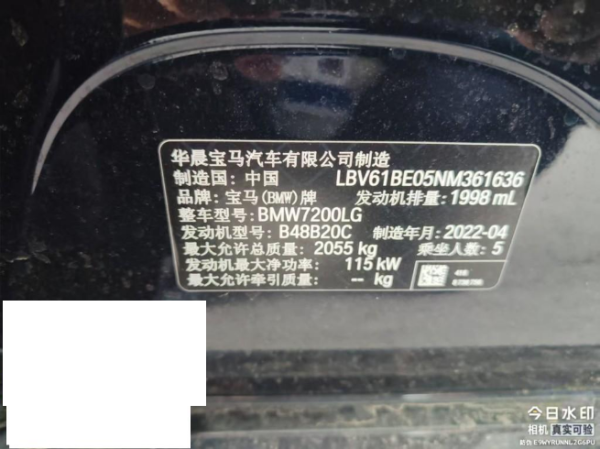 华晨宝马汽车有限公司制造
制造国：中国 LBV61BE05NM361636
品牌：宝马(BMW)牌 发动机排量：1998 mL
整车型号：BMW7200LG
发动机型号：B48B20C 制造年月：2022-04
最大允许总质量：2055 kg 乘坐人数：5
发动机最大净功率：115 kW
最大允许牵引质量：-- kg
今日水印
相机 真实可验